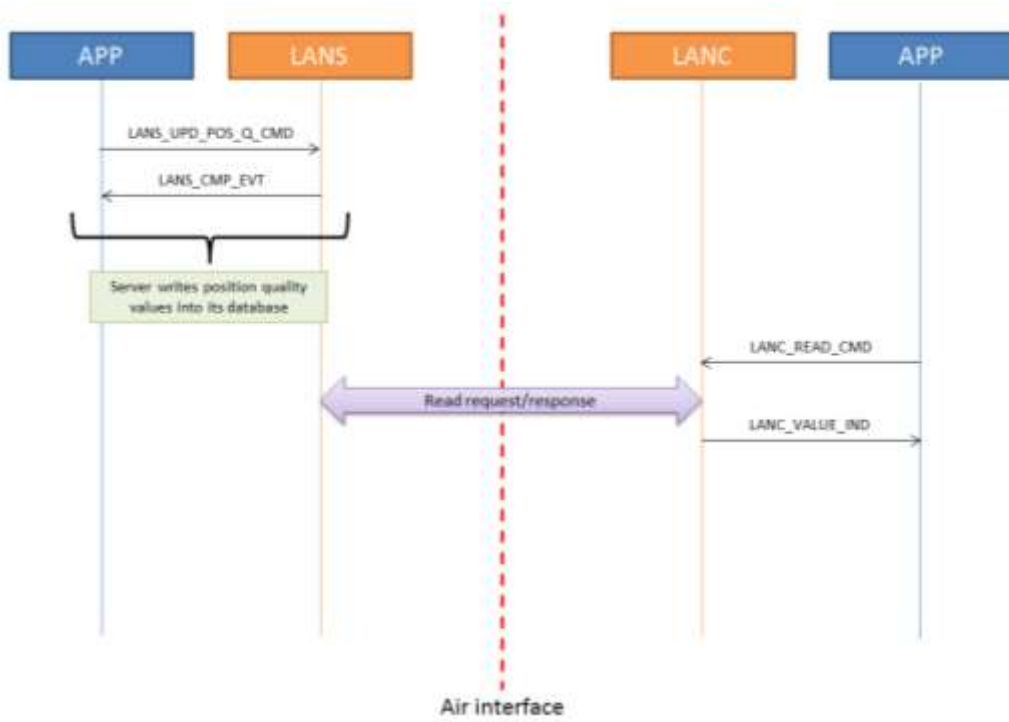 APP
LANS
LANC
APP
LANS_UPD_POS_Q_CMD
LANS_CMP_EVT
Server writes position quality
values into its database
LANC_READ_CMD
Read request/response
LANC_VALUE_IND
Air interface